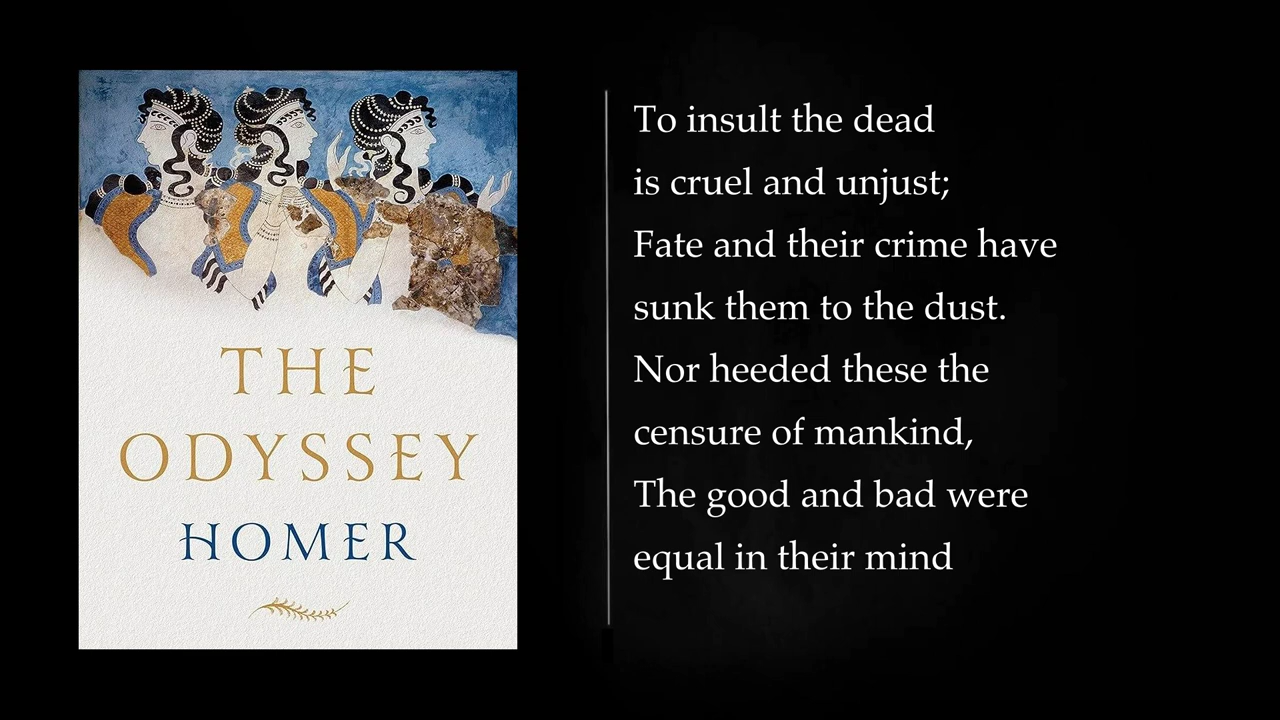 THE
ODYSSEY
HOMER
To insult the dead
is cruel and unjust;
Fate and their crime have
sunk them to the dust.
Nor heeded these the
censure of mankind,
The good and bad were
equal in their mind